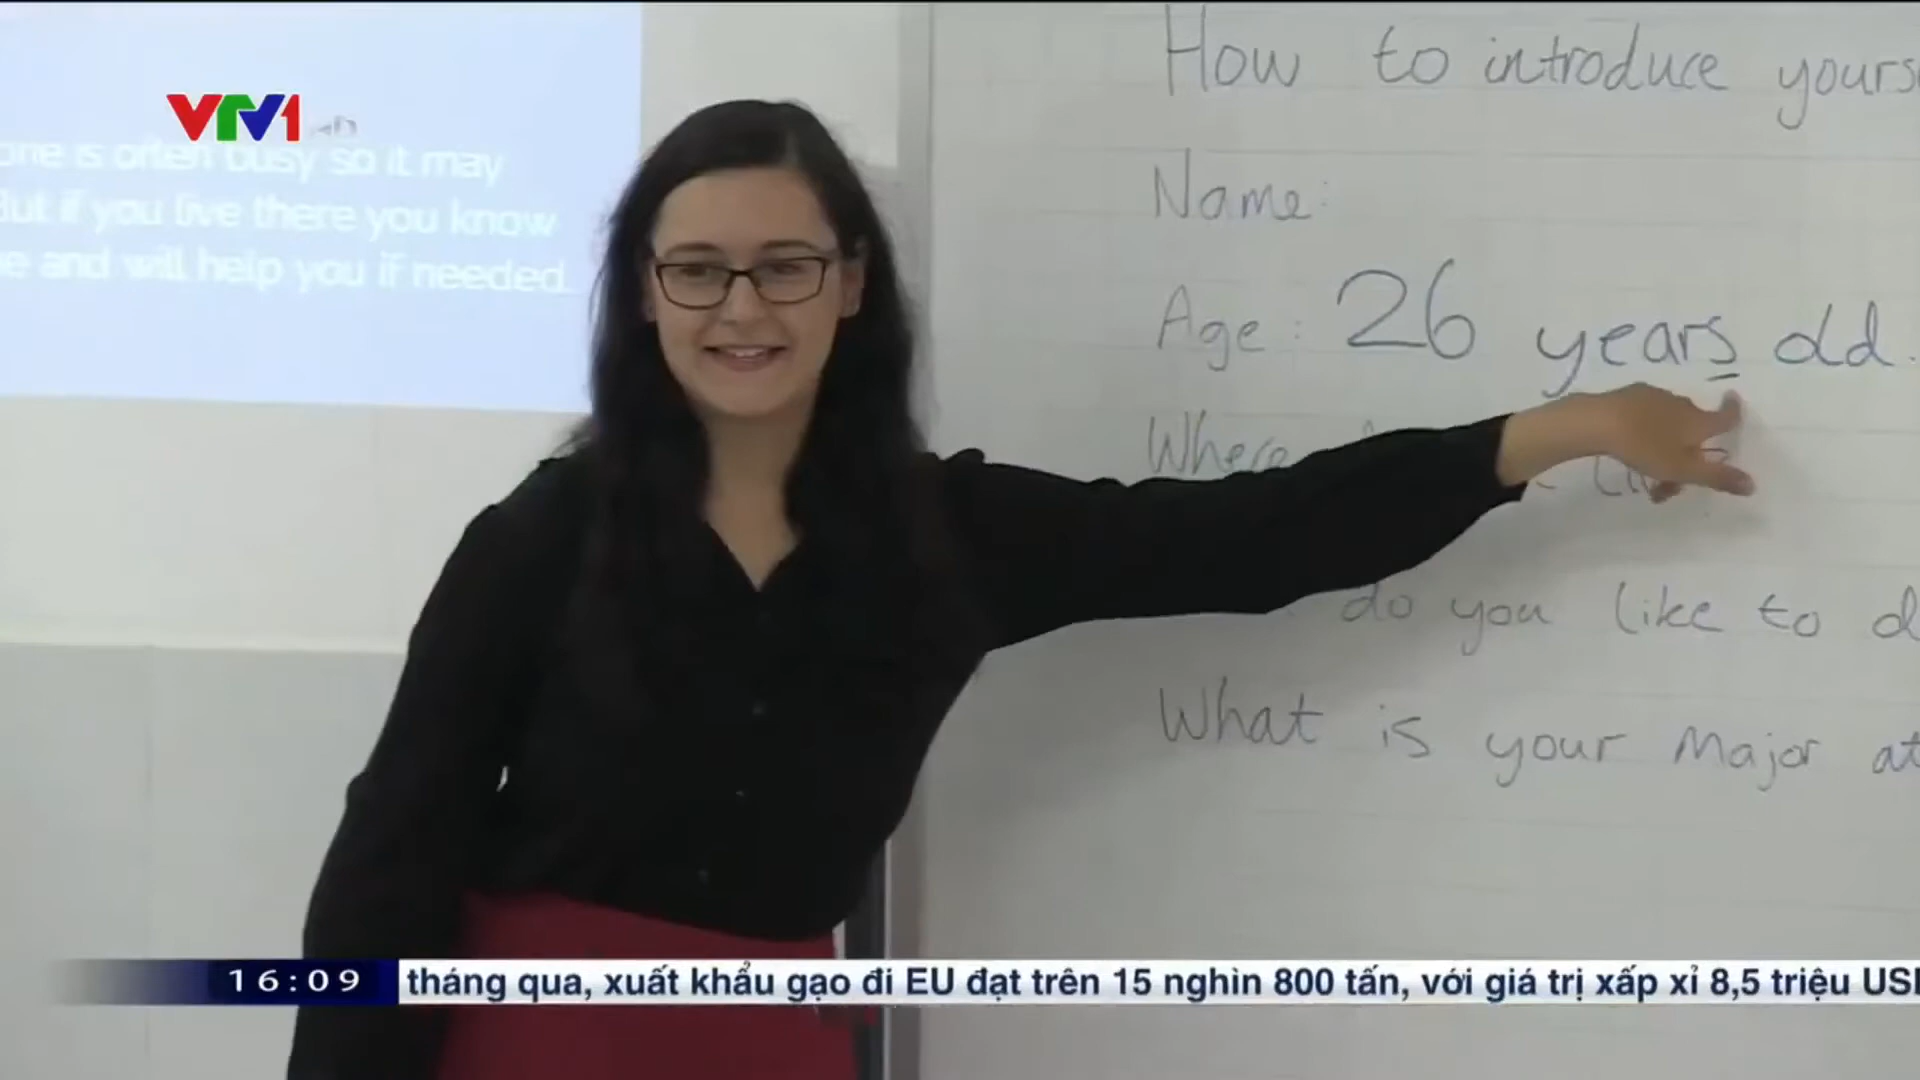 VTV1
How to introduce yours
one is often busy so it may
But if you live there you know
e and will help you if needed.
Name:
Age: 26 years old.
Where
do you like to d
What is your Major at
16:09
tháng qua, xuất khẩu gạo đi EU đạt trên 15 nghìn 800 tấn, với giá trị xấp xỉ 8,5 triệu USD